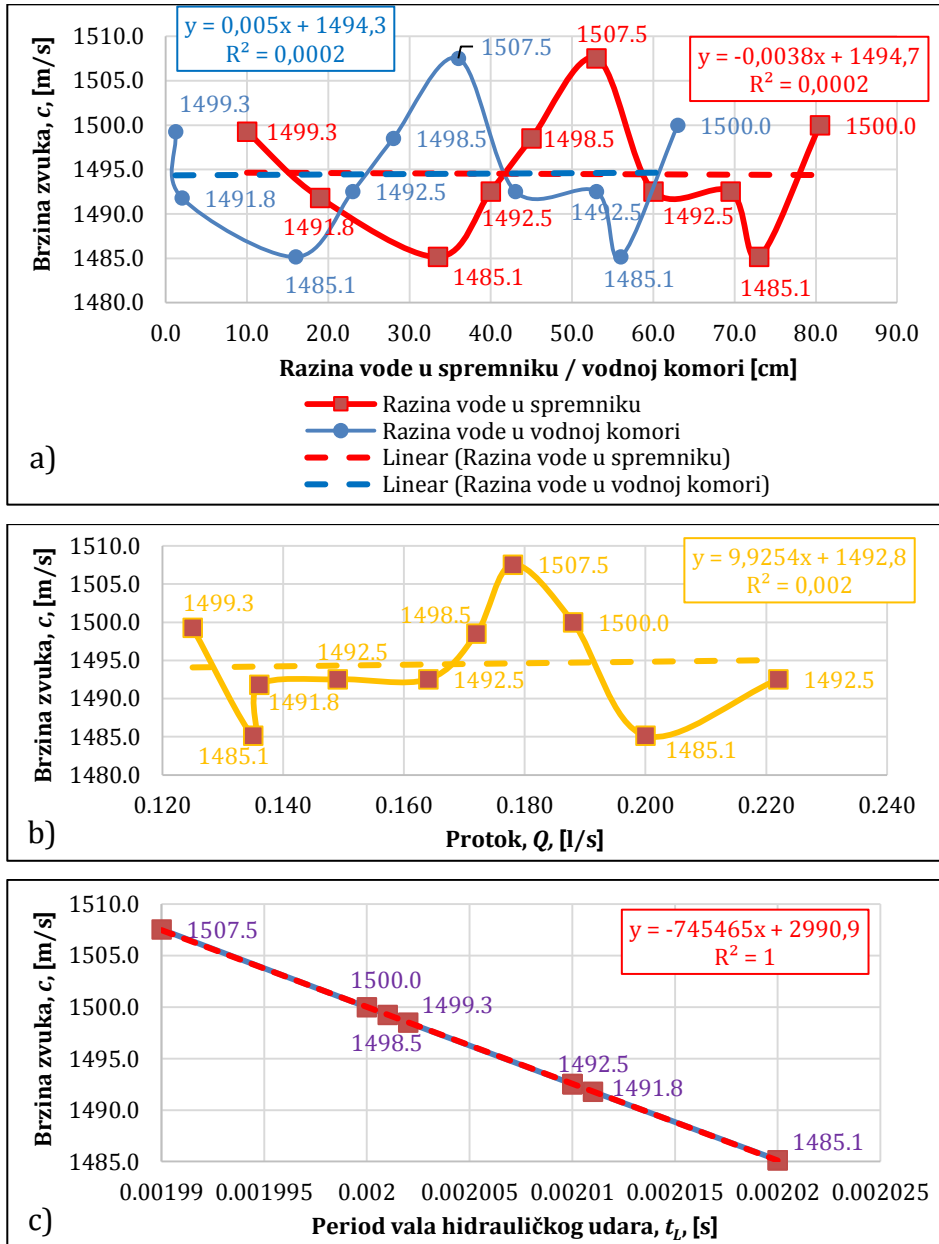 y = 0,005x + 1494,3
R² = 0,0002
y = -0,0038x + 1494,7
R² = 0,0002
Brzina zvuka, c, [m/s]
1510.0
1505.0
1500.0
1495.0
1490.0
1485.0
1480.0
1499.3
1491.8
1485.1
1492.5
1498.5
1507.5
1492.5
1485.1
1500.0
1499.3
1491.8
1485.1
1492.5
1498.5
1507.5
1492.5
1485.1
1500.0
0.0 10.0 20.0 30.0 40.0 50.0 60.0 70.0 80.0 90.0
Razina vode u spremniku / vodnoj komori [cm]
Razina vode u spremniku
Razina vode u vodnoj komori
Linear (Razina vode u spremniku)
Linear (Razina vode u vodnoj komori)
a)
Brzina zvuka, c, [m/s]
1510.0
1505.0
1500.0
1495.0
1490.0
1485.0
1480.0
y = 9,9254x + 1492,8
R² = 0,002
1499.3
1485.1
1491.8
1492.5
1492.5
1498.5
1507.5
1500.0
1485.1
1492.5
0.120 0.140 0.160 0.180 0.200 0.220 0.240
Protok, Q, [l/s]
b)
Brzina zvuka, c, [m/s]
1510.0
1505.0
1500.0
1495.0
1490.0
1485.0
y = -745465x + 2990,9
R² = 1
1507.5
1500.0
1499.3
1498.5
1492.5
1491.8
1485.1
0.00199 0.001995 0.002 0.002005 0.00201 0.002015 0.00202 0.002025
Period vala hidrauličkog udara, t_L, [s]
c)